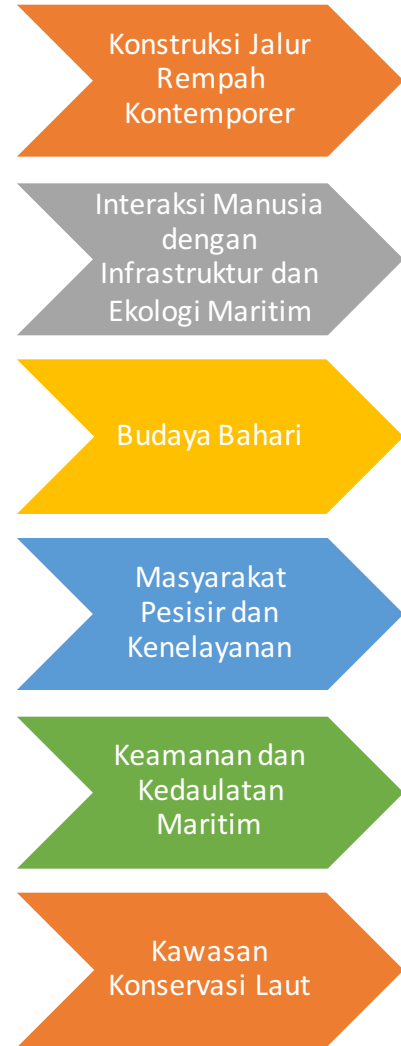 Konstruksi Jalur
Rempah
Kontemporer
Interaksi Manusia
dengan
Infrastruktur dan
Ekologi Maritim
Budaya Bahari
Masyarakat
Pesisir dan
Kenelayanan
Keamanan dan
Kedaulatan
Maritim
Kawasan
Konservasi Laut